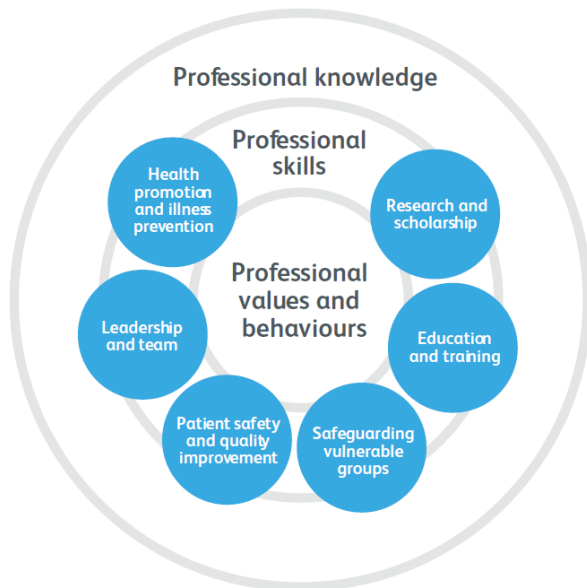 Professional knowledge
Professional
skills
Health
promotion
and illness
prevention
Research and
scholarship
Professional
values and
behaviours
Leadership
and team
Education
and training
Patient safety
and quality
improvement
Safeguarding
vulnerable
groups